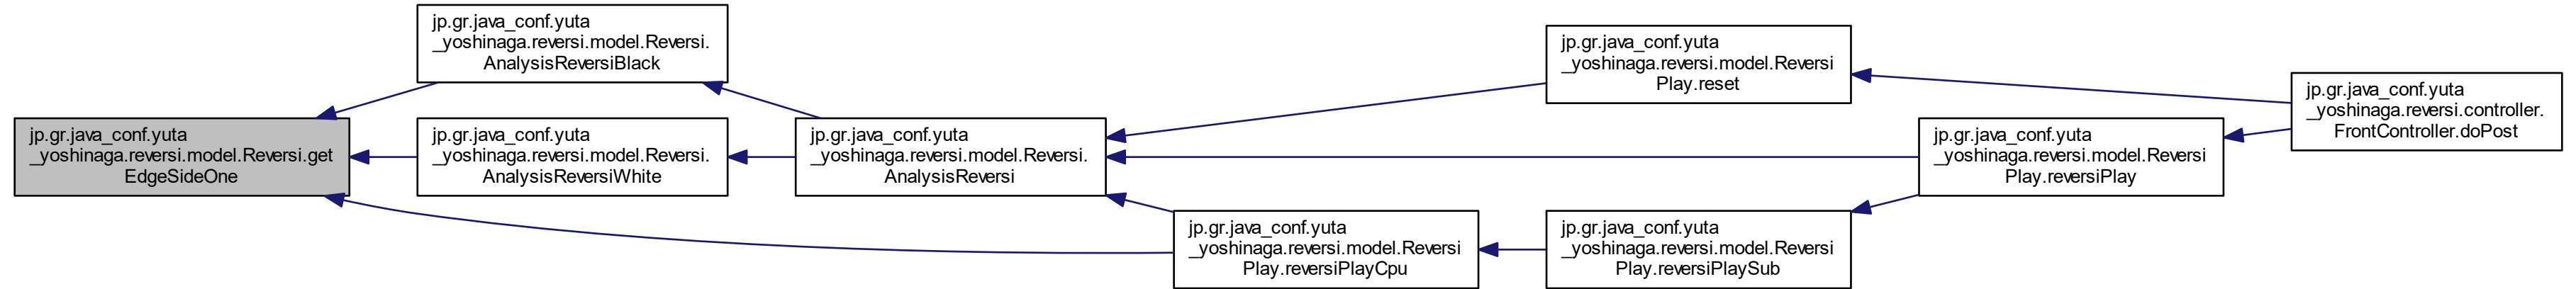 jp.gr.java_conf.yuta
_yoshinaga.reversi.model.Reversi.get
EdgeSideOne
jp.gr.java_conf.yuta
_yoshinaga.reversi.model.Reversi.
AnalysisReversiBlack
jp.gr.java_conf.yuta
_yoshinaga.reversi.model.Reversi.
AnalysisReversiWhite
jp.gr.java_conf.yuta
_yoshinaga.reversi.model.Reversi.
AnalysisReversi
jp.gr.java_conf.yuta
_yoshinaga.reversi.model.Reversi
Play.reversiPlayCpu
jp.gr.java_conf.yuta
_yoshinaga.reversi.model.Reversi
Play.reset
jp.gr.java_conf.yuta
_yoshinaga.reversi.model.Reversi
Play.reversiPlaySub
jp.gr.java_conf.yuta
_yoshinaga.reversi.model.Reversi
Play.reversiPlay
jp.gr.java_conf.yuta
_yoshinaga.reversi.controller.
FrontController.doPost